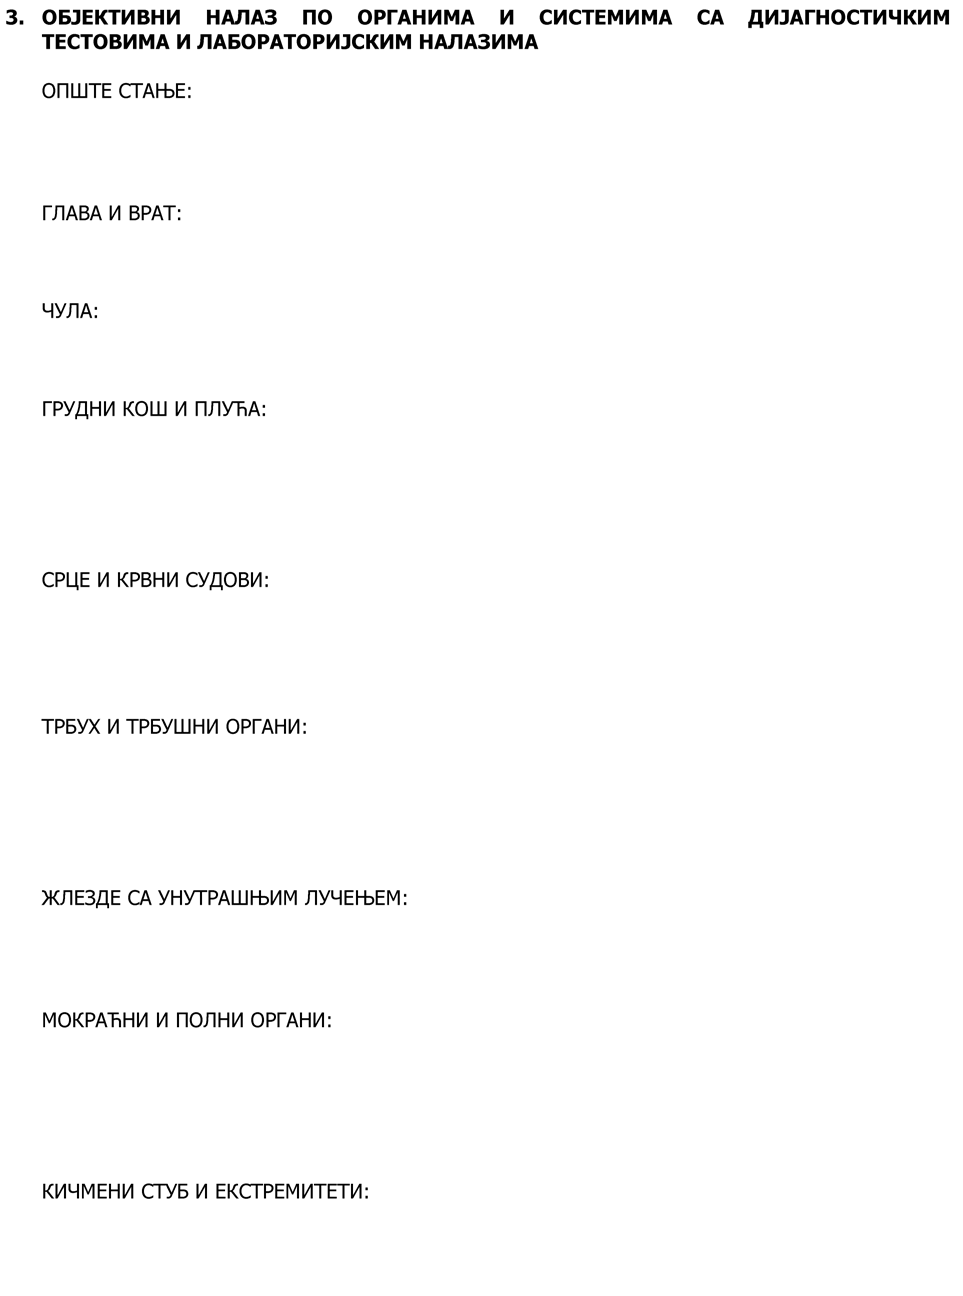 3. ОБЈЕКТИВНИ НАЛАЗ ПО ОРГАНИМА И СИСТЕМИМА СА ДИЈАГНОСТИЧКИМ
ТЕСТОВИМА И ЛАБОРАТОРИЈСКИМ НАЛАЗИМА
ОПШТЕ СТАЊЕ:
ГЛАВА И ВРАТ:
ЧУЛА:
ГРУДНИ КОШ И ПЛУЋА:
СРЦЕ И КРВНИ СУДОВИ:
ТРБУХ И ТРБУШНИ ОРГАНИ:
ЖЛЕЗДЕ СА УНУТРАШЊИМ ЛУЧЕЊЕМ:
МОКРАЋНИ И ПОЛНИ ОРГАНИ:
КИЧМЕНИ СТУБ И ЕКСТРЕМИТЕТИ: